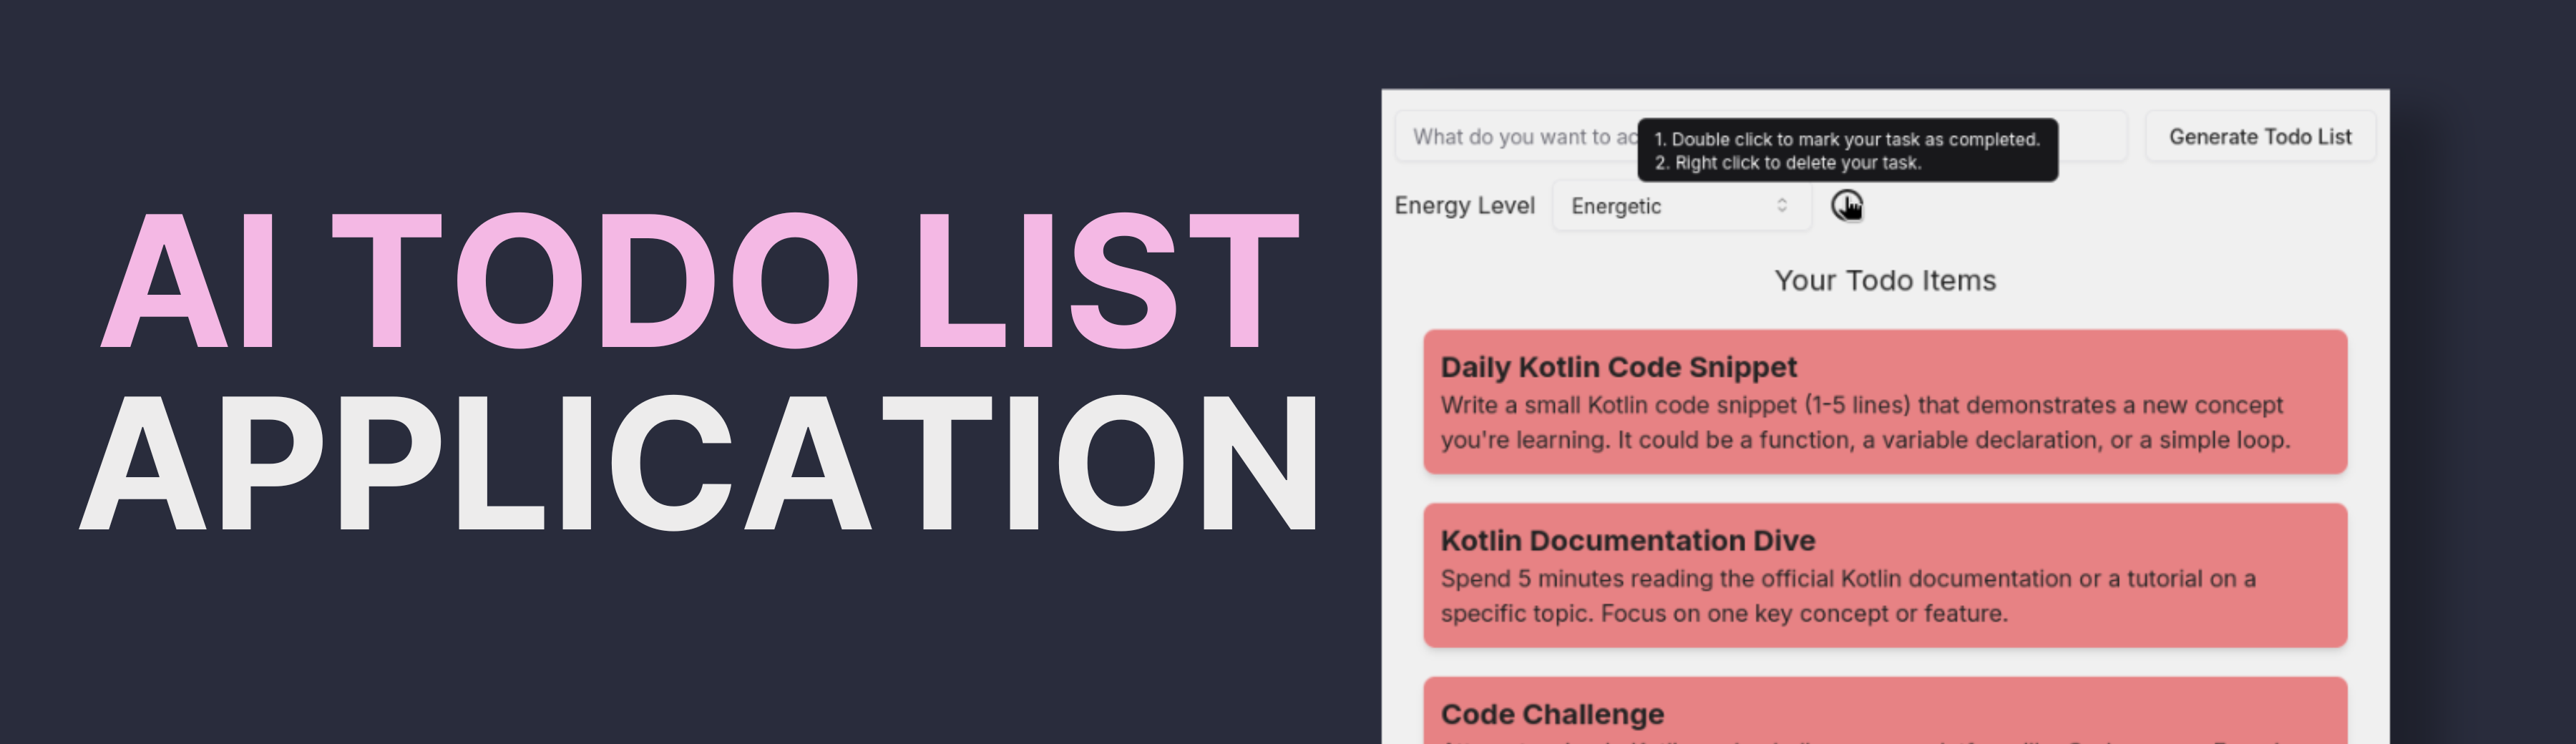 AI TODO LIST
APPLICATION
What do you want to ac
1. Double click to mark your task as completed.
2. Right click to delete your task.
Generate Todo List
Energy Level
Energetic
Your Todo Items
Daily Kotlin Code Snippet
Write a small Kotlin code snippet (1-5 lines) that demonstrates a new concept
you're learning. It could be a function, a variable declaration, or a simple loop.
Kotlin Documentation Dive
Spend 5 minutes reading the official Kotlin documentation or a tutorial on a
specific topic. Focus on one key concept or feature.
Code Challenge